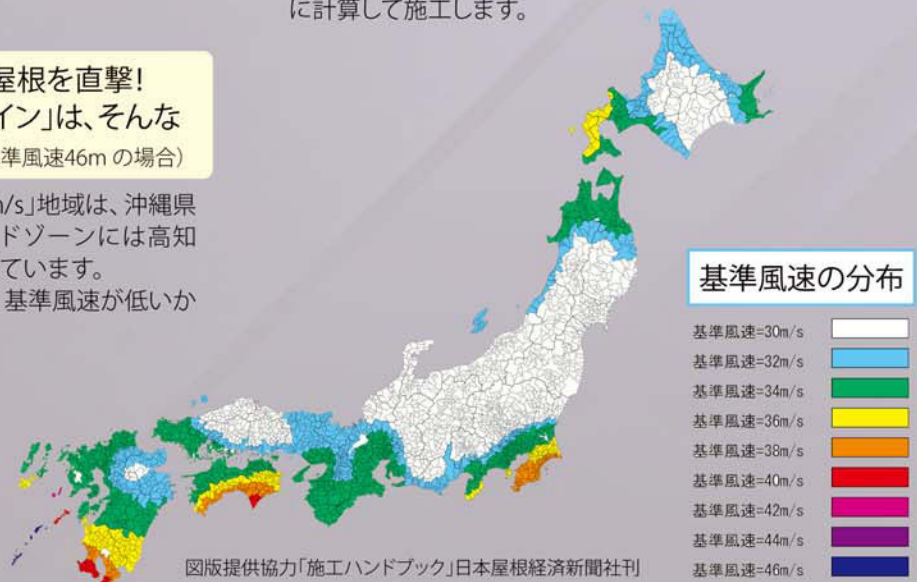 に計算して施工します。
屋根を直撃!
イン」は、そんな
準風速46m の場合)
n/s」地域は、沖縄県
ドゾーンには高知
ています。
基準風速が低いか
基準風速の分布
基準風速=30m/s
基準風速=32m/s
基準風速=34m/s
基準風速=36m/s
基準風速=38m/s
基準風速=40m/s
基準風速=42m/s
基準風速=44m/s
基準風速=46m/s
図版提供協力「施工ハンドブック」日本屋根経済新聞社刊